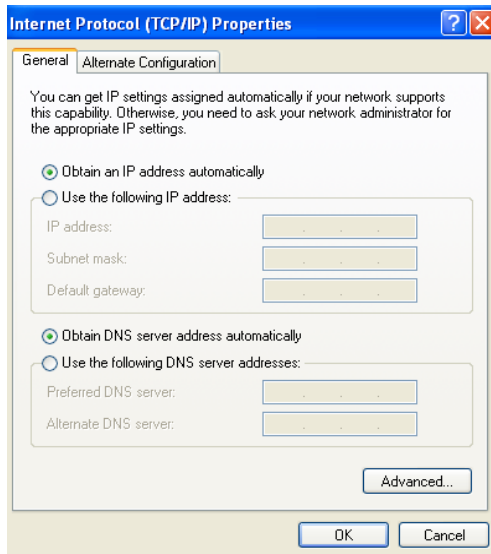 Internet Protocol (TCP/IP) Properties
General
Alternate Configuration
You can get IP settings assigned automatically if your network supports
this capability. Otherwise, you need to ask your network administrator for
the appropriate IP settings.
Obtain an IP address automatically
Use the following IP address:
IP address:
Subnet mask:
Default gateway:
Obtain DNS server address automatically
Use the following DNS server addresses:
Preferred DNS server:
Alternate DNS server:
Advanced...
OK
Cancel